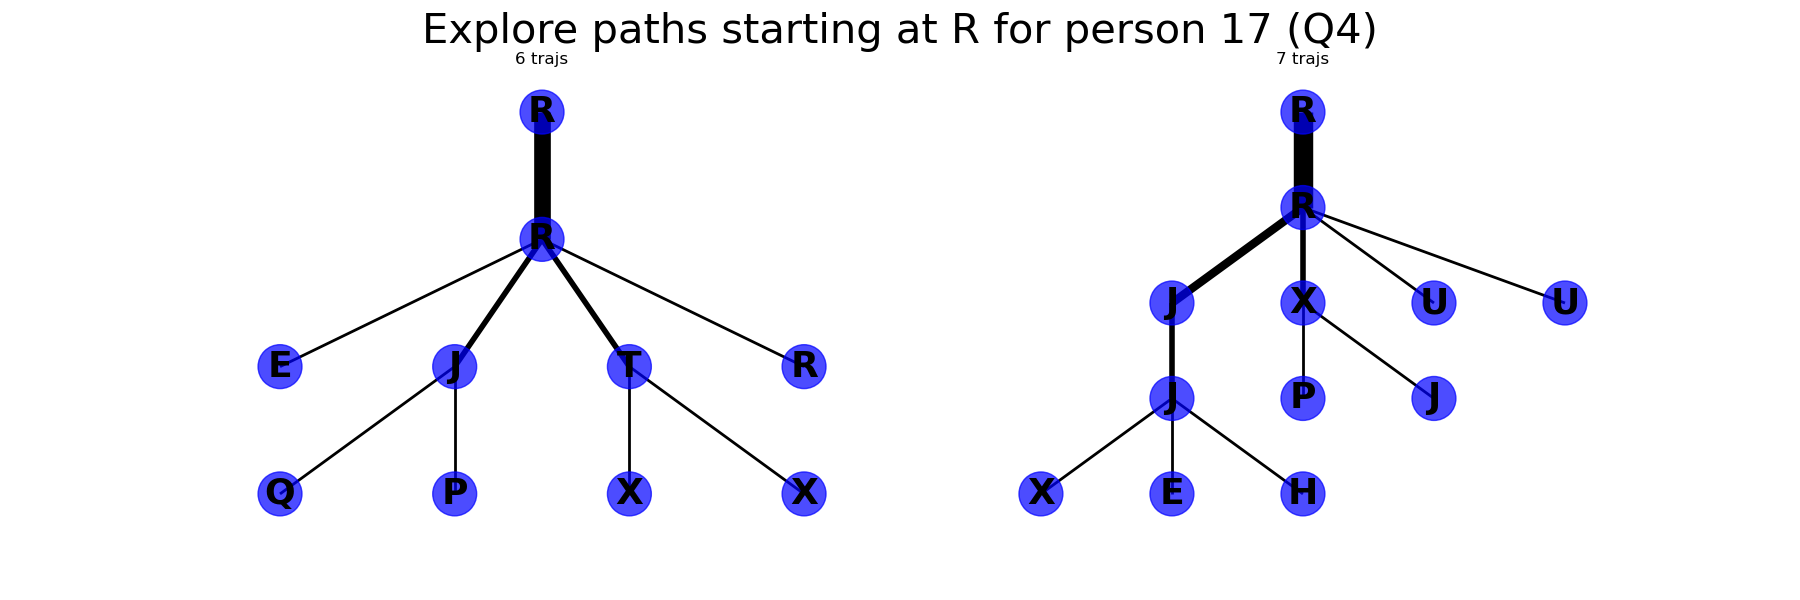 Explore paths starting at R for person 17 (Q4)
6 trajs
7 trajs
R
R
R
R
J
X
U
U
E
J
T
R
J
P
J
Q
P
X
X
X
E
H